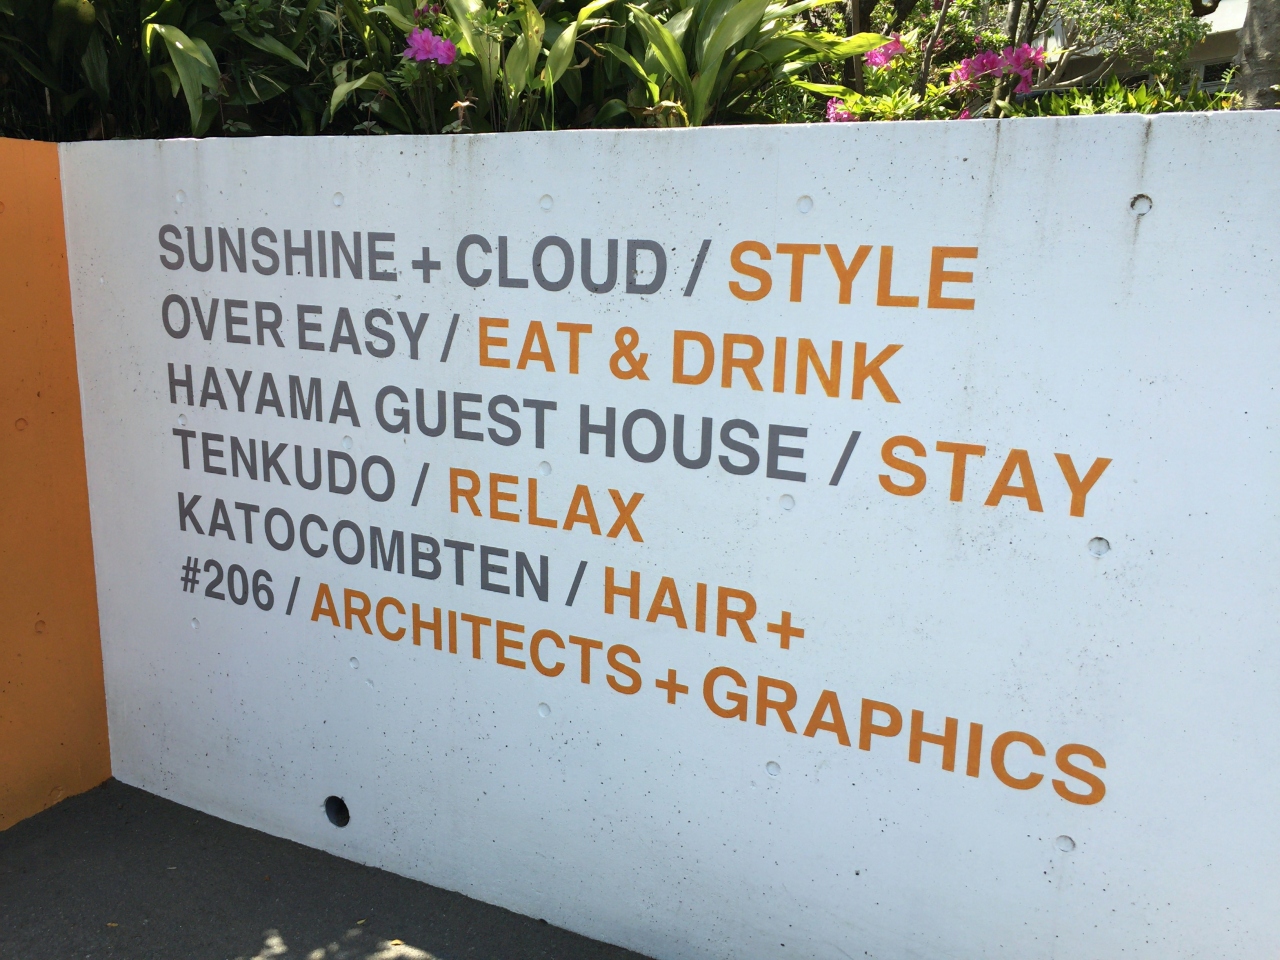 SUNSHINE + CLOUD / STYLE
OVER EASY / EAT & DRINK
HAYAMA GUEST HOUSE / STAY
TENKUDO / RELAX
KATOCOMBTEN / HAIR+
#206 / ARCHITECTS + GRAPHICS